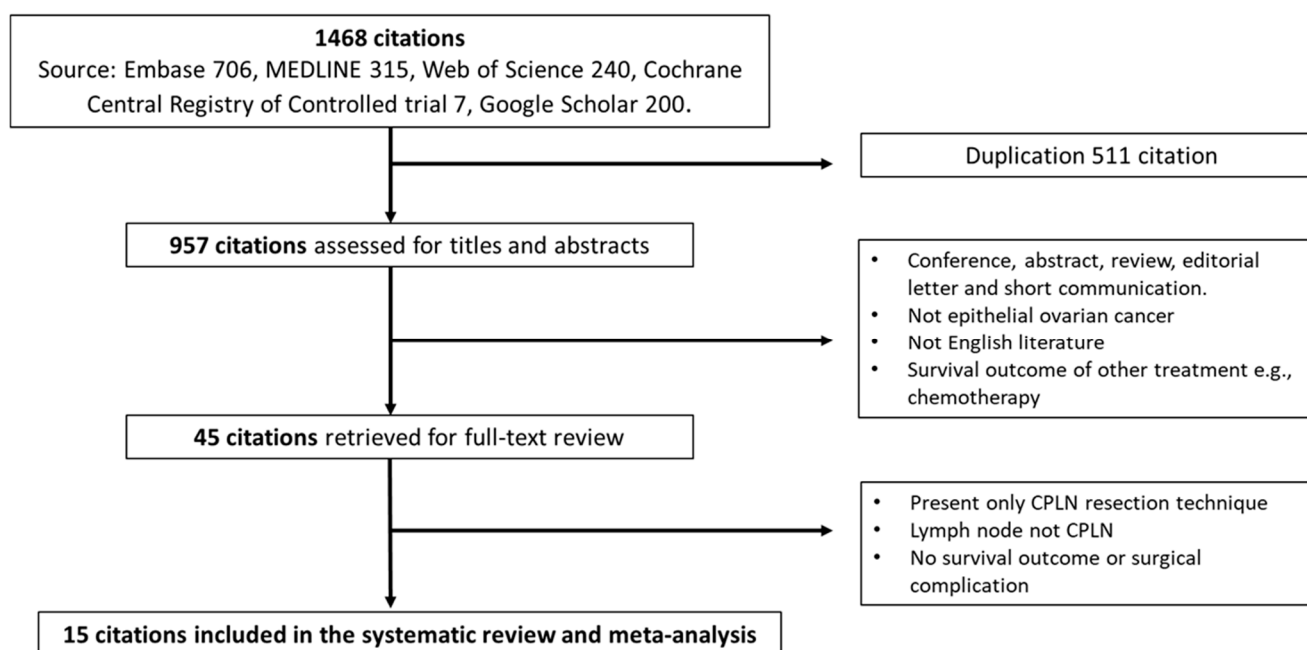 1468 citations
Source: Embase 706, MEDLINE 315, Web of Science 240, Cochrane
Central Registry of Controlled trial 7, Google Scholar 200.
Duplication 511 citation
957 citations assessed for titles and abstracts
• Conference, abstract, review, editorial
letter and short communication.
• Not epithelial ovarian cancer
• Not English literature
• Survival outcome of other treatment e.g.,
chemotherapy
45 citations retrieved for full-text review
• Present only CPLN resection technique
• Lymph node not CPLN
• No survival outcome or surgical
complication
15 citations included in the systematic review and meta-analysis